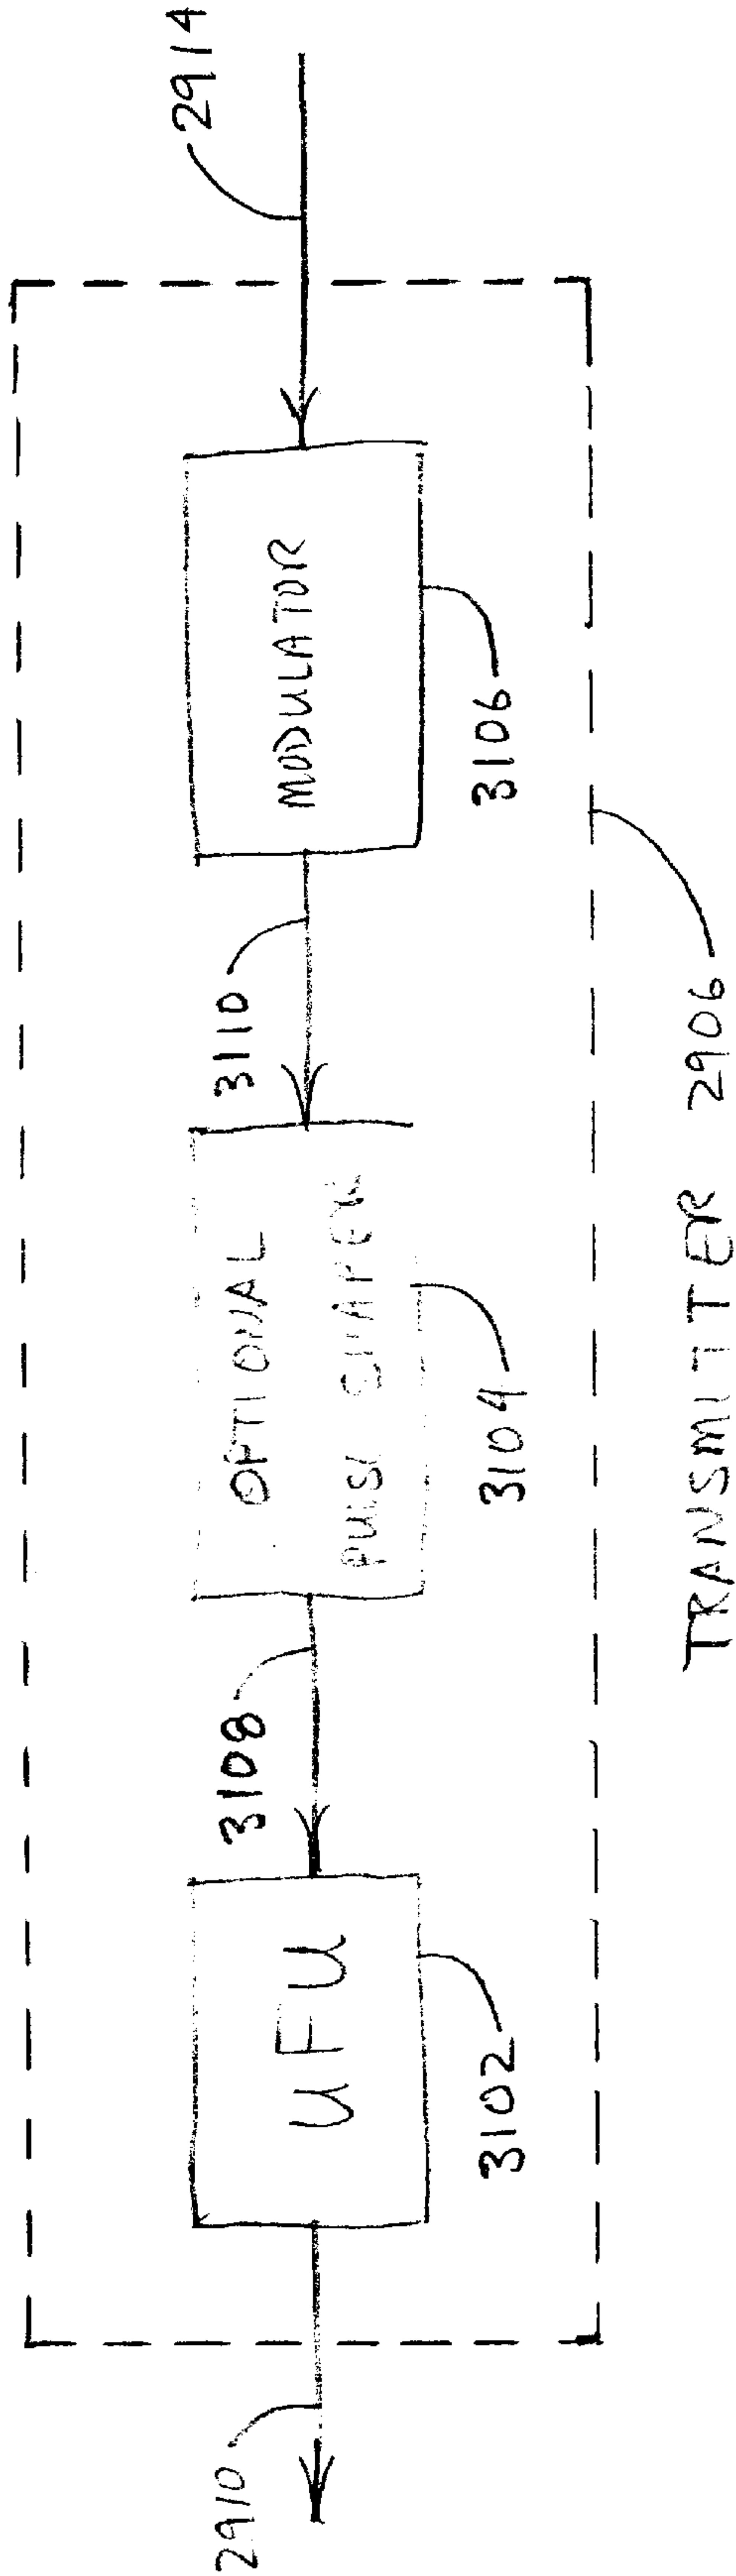 2914
MODULATOR
3106
3110
OPTIONAL
PULSE SHAPER
3104
3108
UFU
3102
2910
TRANSMITTER 2906